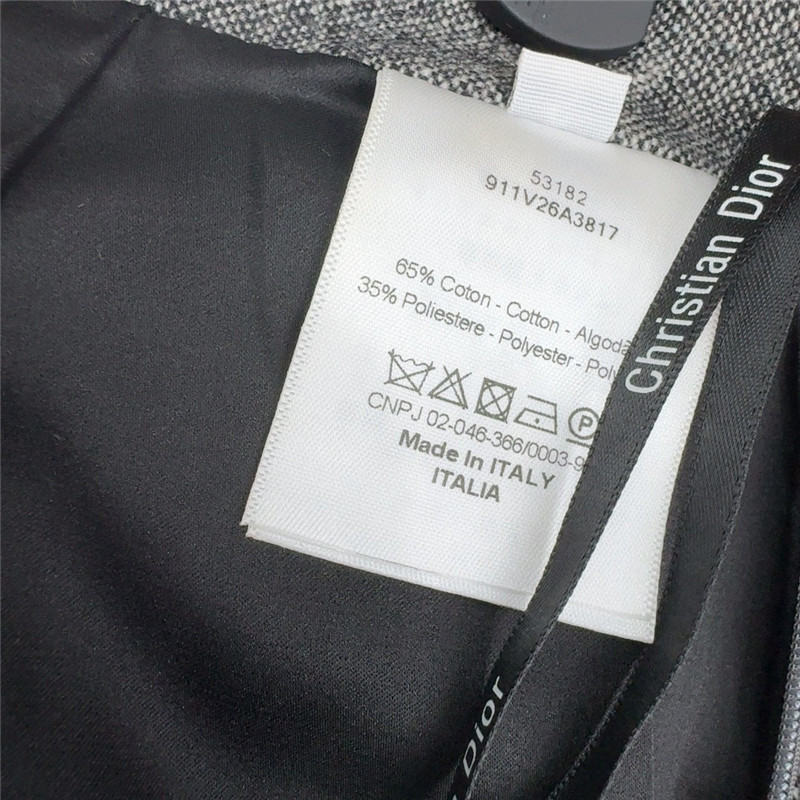 53182
911V26A3817
65% Coton - Cotton - Algodã
35% Poliestere - Polyester - Pol
P
CNPJ 02-046-366/0003-9
Made In ITALY
ITALIA
Christian Dior
Dior